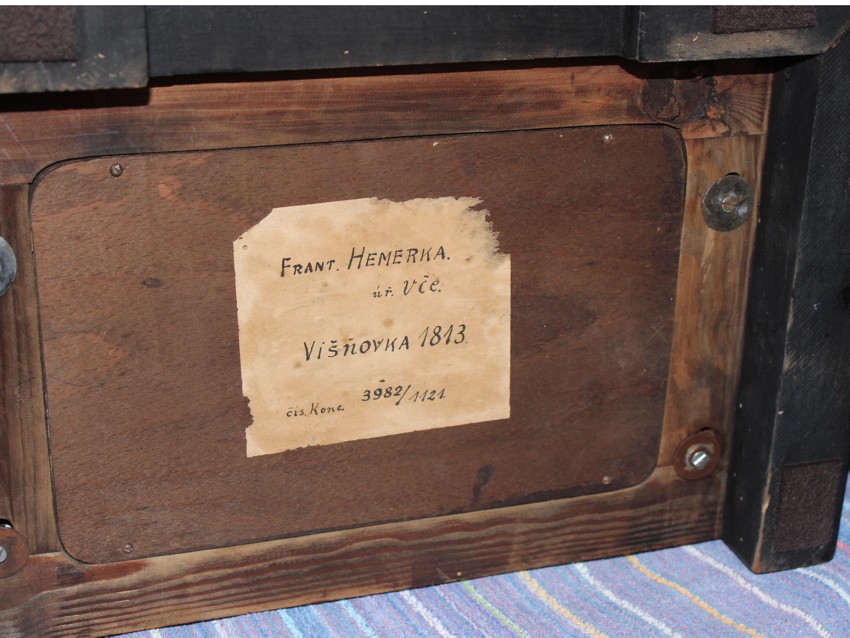 FRANT. HEMERKA.
úř. Vče.
VIŠŇOVKA 1813
čís. Konc. 3982/1121